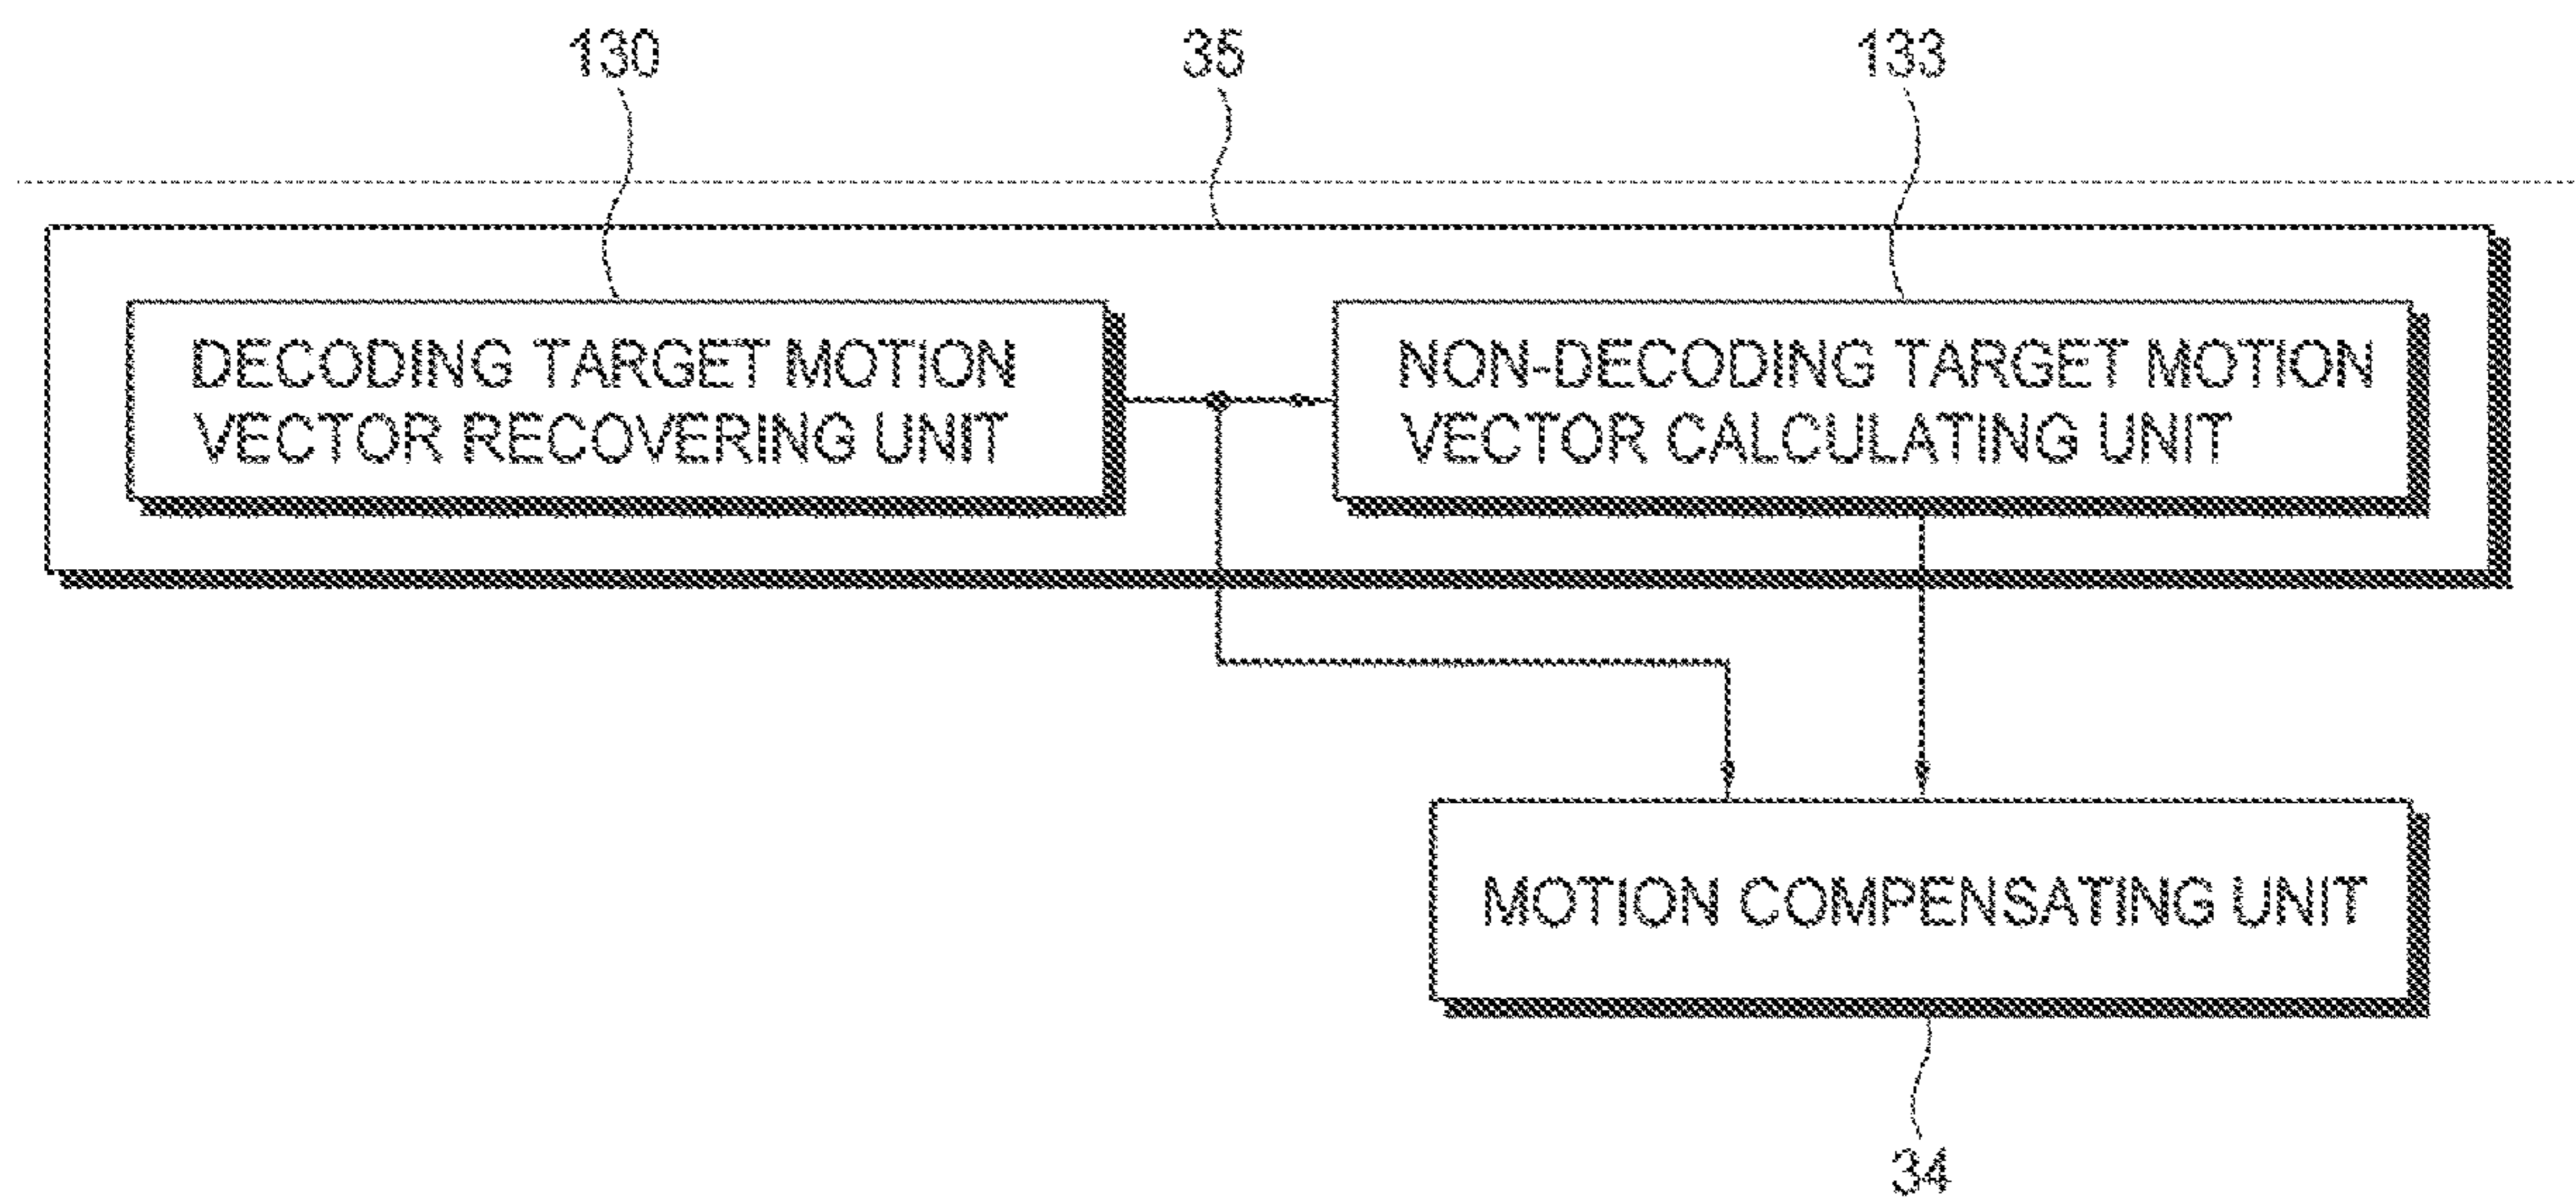 130
35
133
DECODING TARGET MOTION
VECTOR RECOVERING UNIT
NON-DECODING TARGET MOTION
VECTOR CALCULATING UNIT
MOTION COMPENSATING UNIT
34